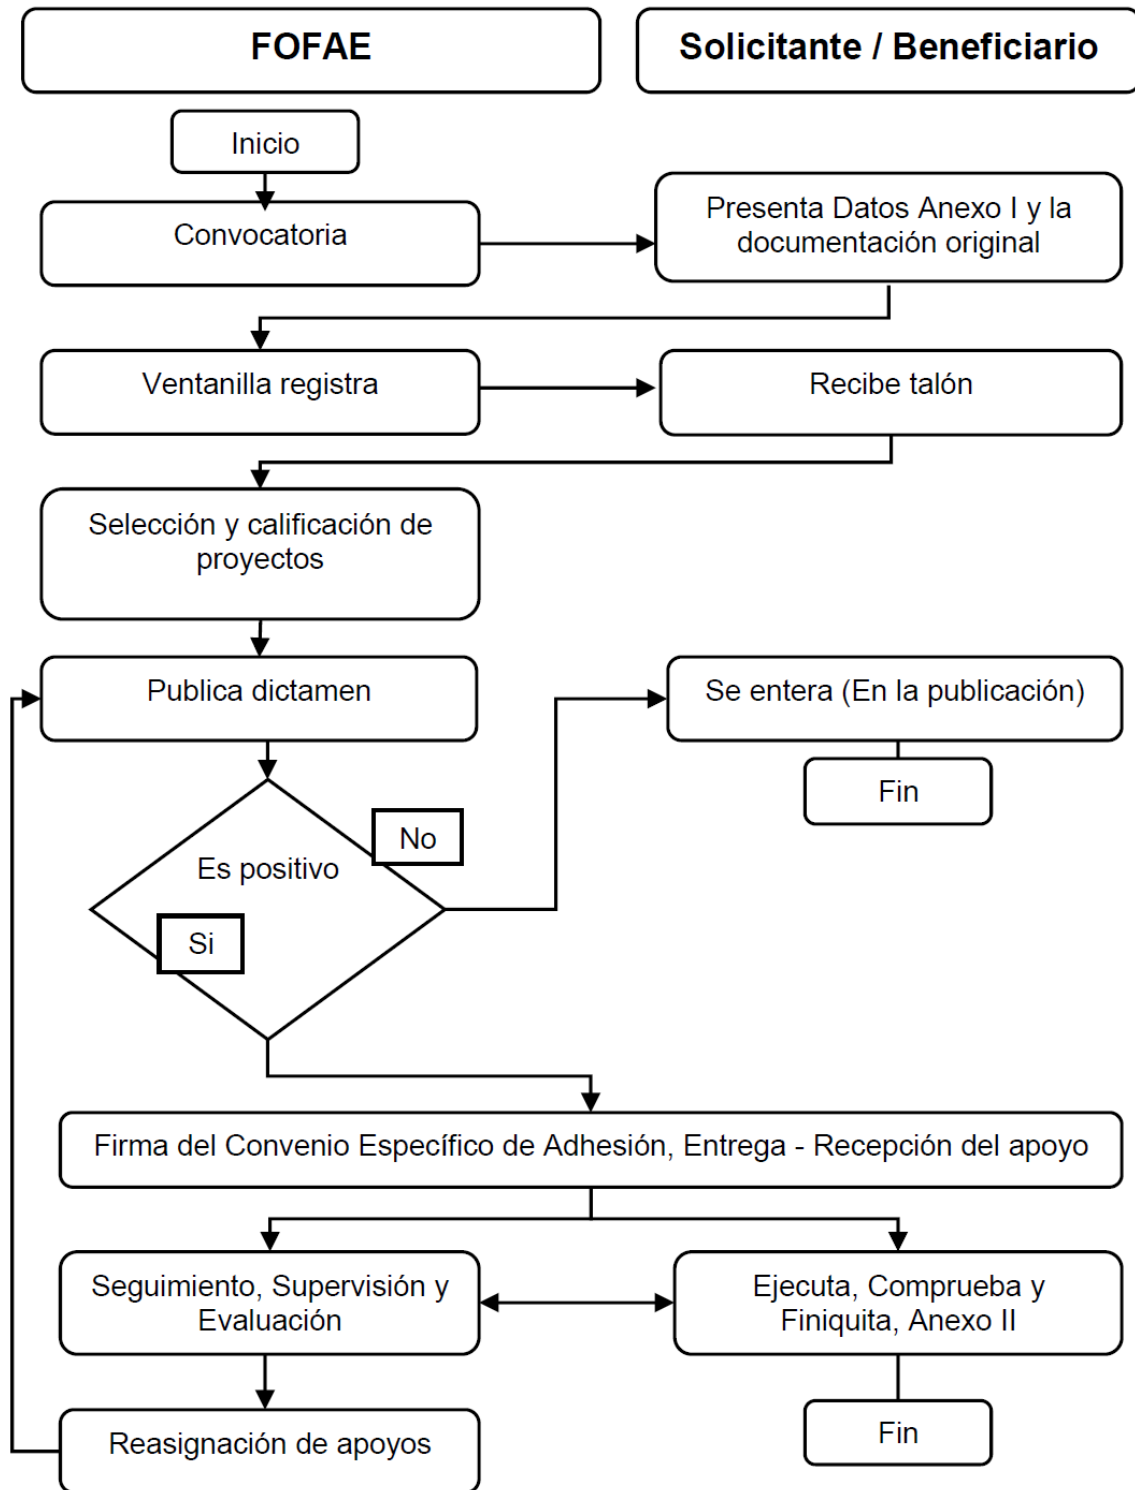 FOFAE
Solicitante / Beneficiario
Inicio
Convocatoria
Presenta Datos Anexo I y la
documentación original
Ventanilla registra
Recibe talón
Selección y calificación de
proyectos
Publica dictamen
Se entera (En la publicación)
Fin
No
Es positivo
Si
Firma del Convenio Específico de Adhesión, Entrega - Recepción del apoyo
Seguimiento, Supervisión y
Evaluación
Ejecuta, Comprueba y
Finiquita, Anexo II
Reasignación de apoyos
Fin